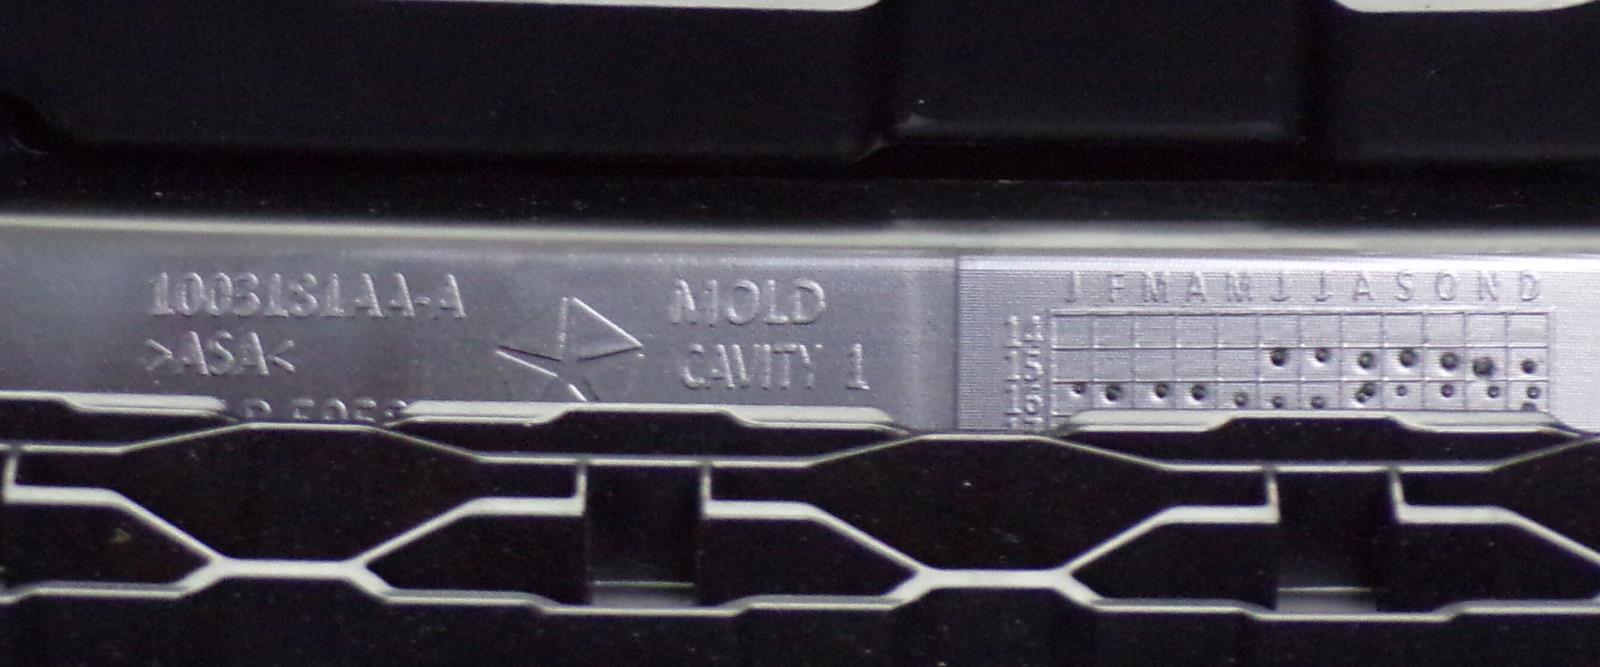 1003131AA-A
>ASA<
MOLD
CAVITY 1
J F M A M J J A S O N D
14
15
16